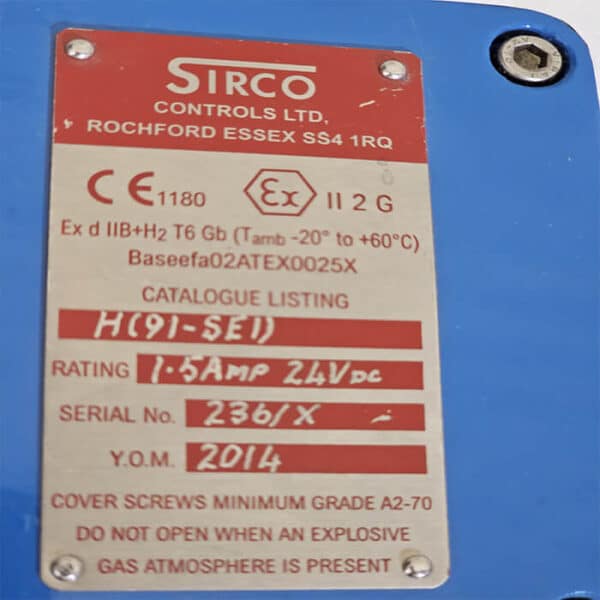 SIRCO
CONTROLS LTD,
ROCHFORD ESSEX SS4 1RQ
CE 1180 Ex II 2 G
Ex d IIB+H2 T6 Gb (Tamb -20° to +60°C)
Baseefa02ATEX0025X
CATALOGUE LISTING
H(91-SE1)
RATING 1.5AMP 24VDC
SERIAL No. 236/X
Y.O.M. 2014
COVER SCREWS MINIMUM GRADE A2-70
DO NOT OPEN WHEN AN EXPLOSIVE
GAS ATMOSPHERE IS PRESENT